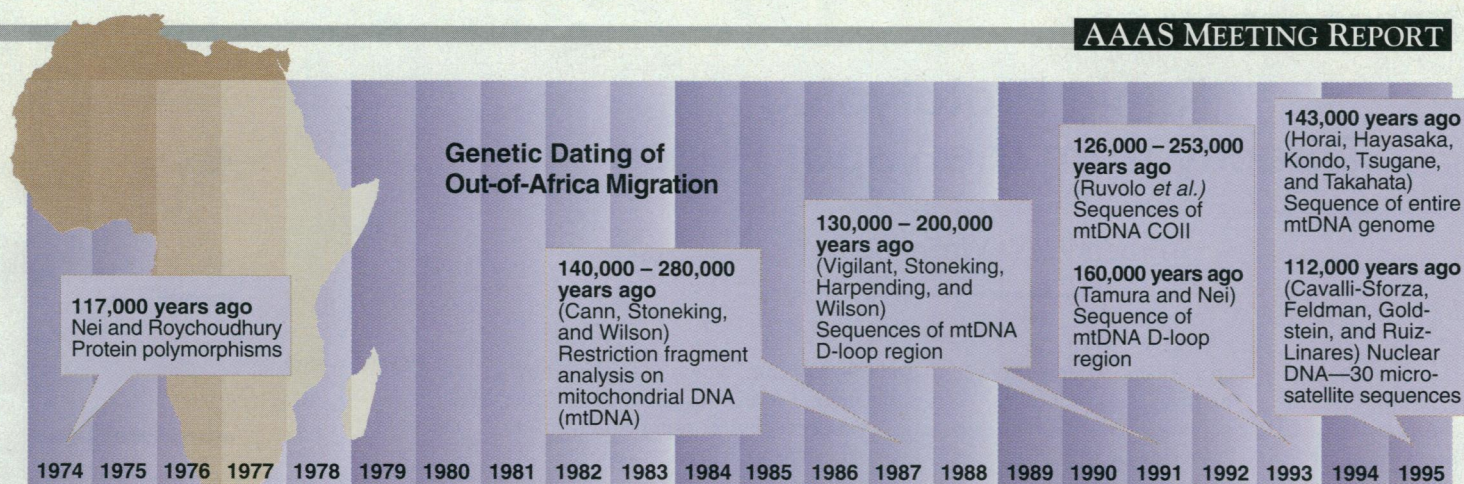 AAAS MEETING REPORT
Genetic Dating of
Out-of-Africa Migration
117,000 years ago
Nei and Roychoudhury
Protein polymorphisms
140,000 – 280,000
years ago
(Cann, Stoneking,
and Wilson)
Restriction fragment
analysis on
mitochondrial DNA
(mtDNA)
130,000 – 200,000
years ago
(Vigilant, Stoneking,
Harpending, and
Wilson)
Sequences of mtDNA
D-loop region
126,000 – 253,000
years ago
(Ruvolo et al.)
Sequences of
mtDNA COII
160,000 years ago
(Tamura and Nei)
Sequence of
mtDNA D-loop
region
143,000 years ago
(Horai, Hayasaka,
Kondo, Tsugane,
and Takahata)
Sequence of entire
mtDNA genome
112,000 years ago
(Cavalli-Sforza,
Feldman, Gold-
stein, and Ruiz-
Linares) Nuclear
DNA—30 micro-
satellite sequences
1974 1975 1976 1977 1978 1979 1980 1981 1982 1983 1984 1985 1986 1987 1988 1989 1990 1991 1992 1993 1994 1995